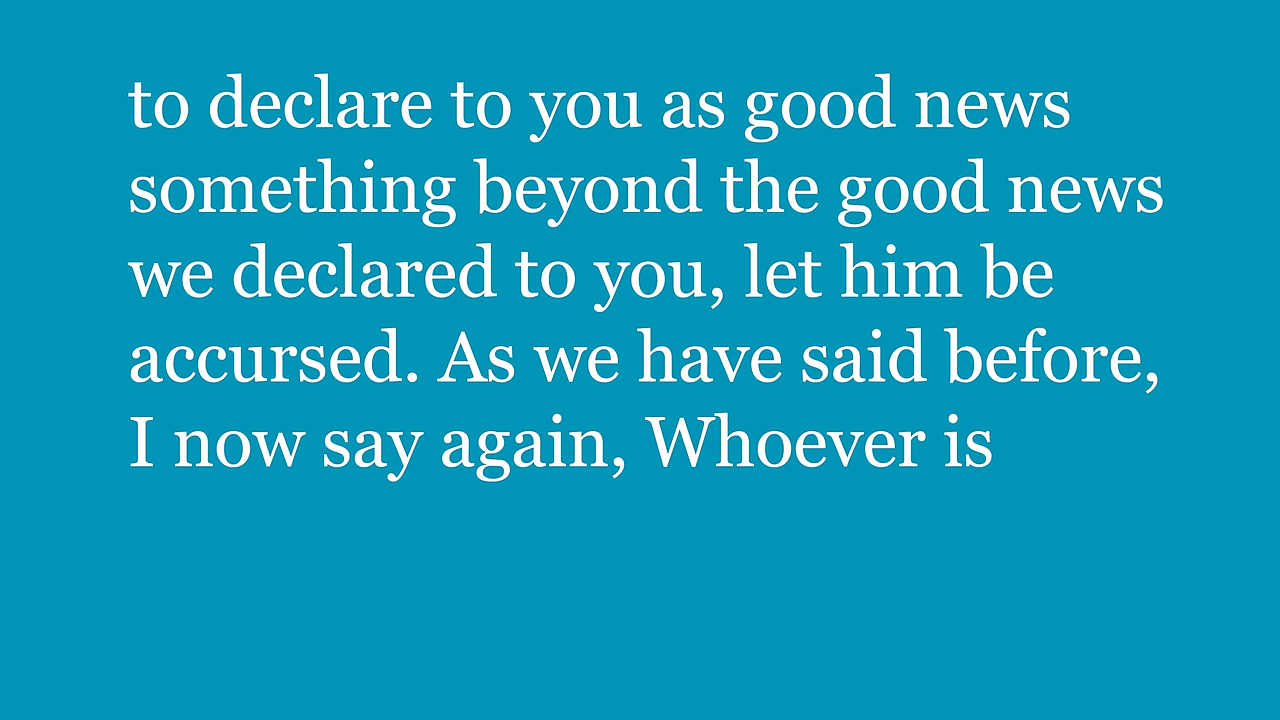 to declare to you as good news
something beyond the good news
we declared to you, let him be
accursed. As we have said before,
I now say again, Whoever is